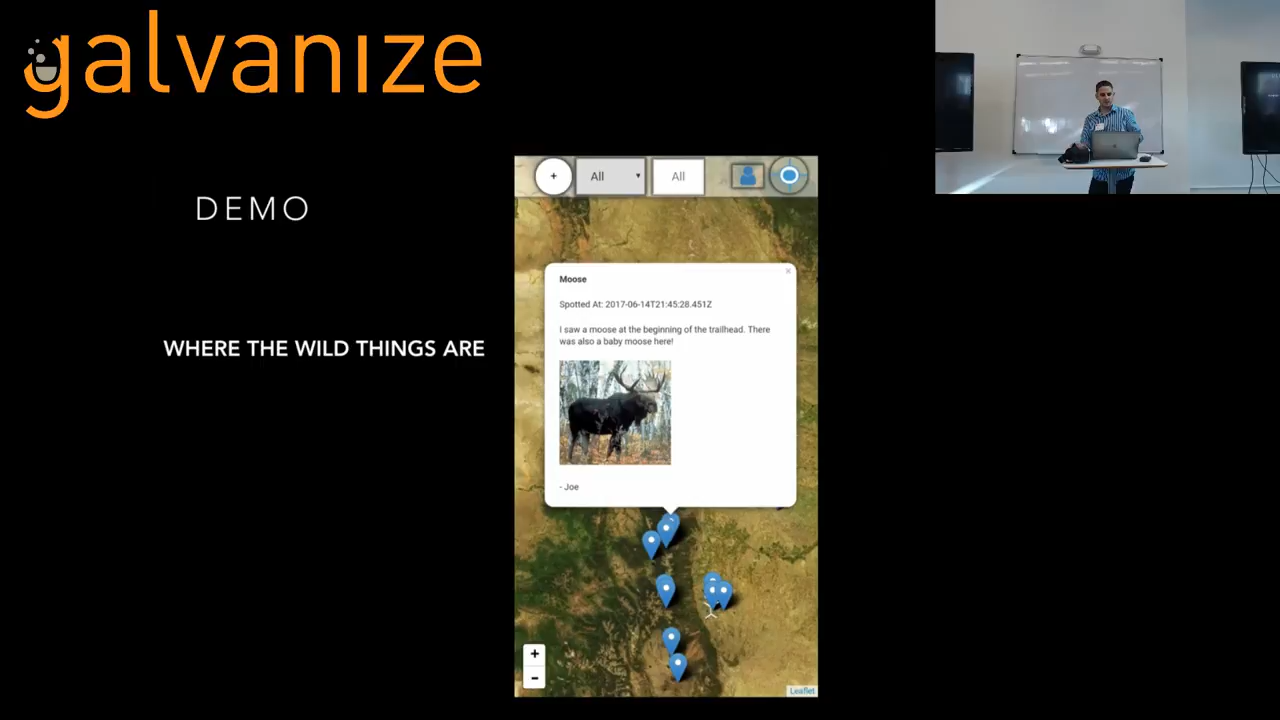 galvanize
DEMO
WHERE THE WILD THINGS ARE
+
All
All
Moose
×
Spotted At: 2017-06-14T21:45:28.451Z
I saw a moose at the beginning of the trailhead. There
was also a baby moose here!
- Joe
+
−
Leaflet